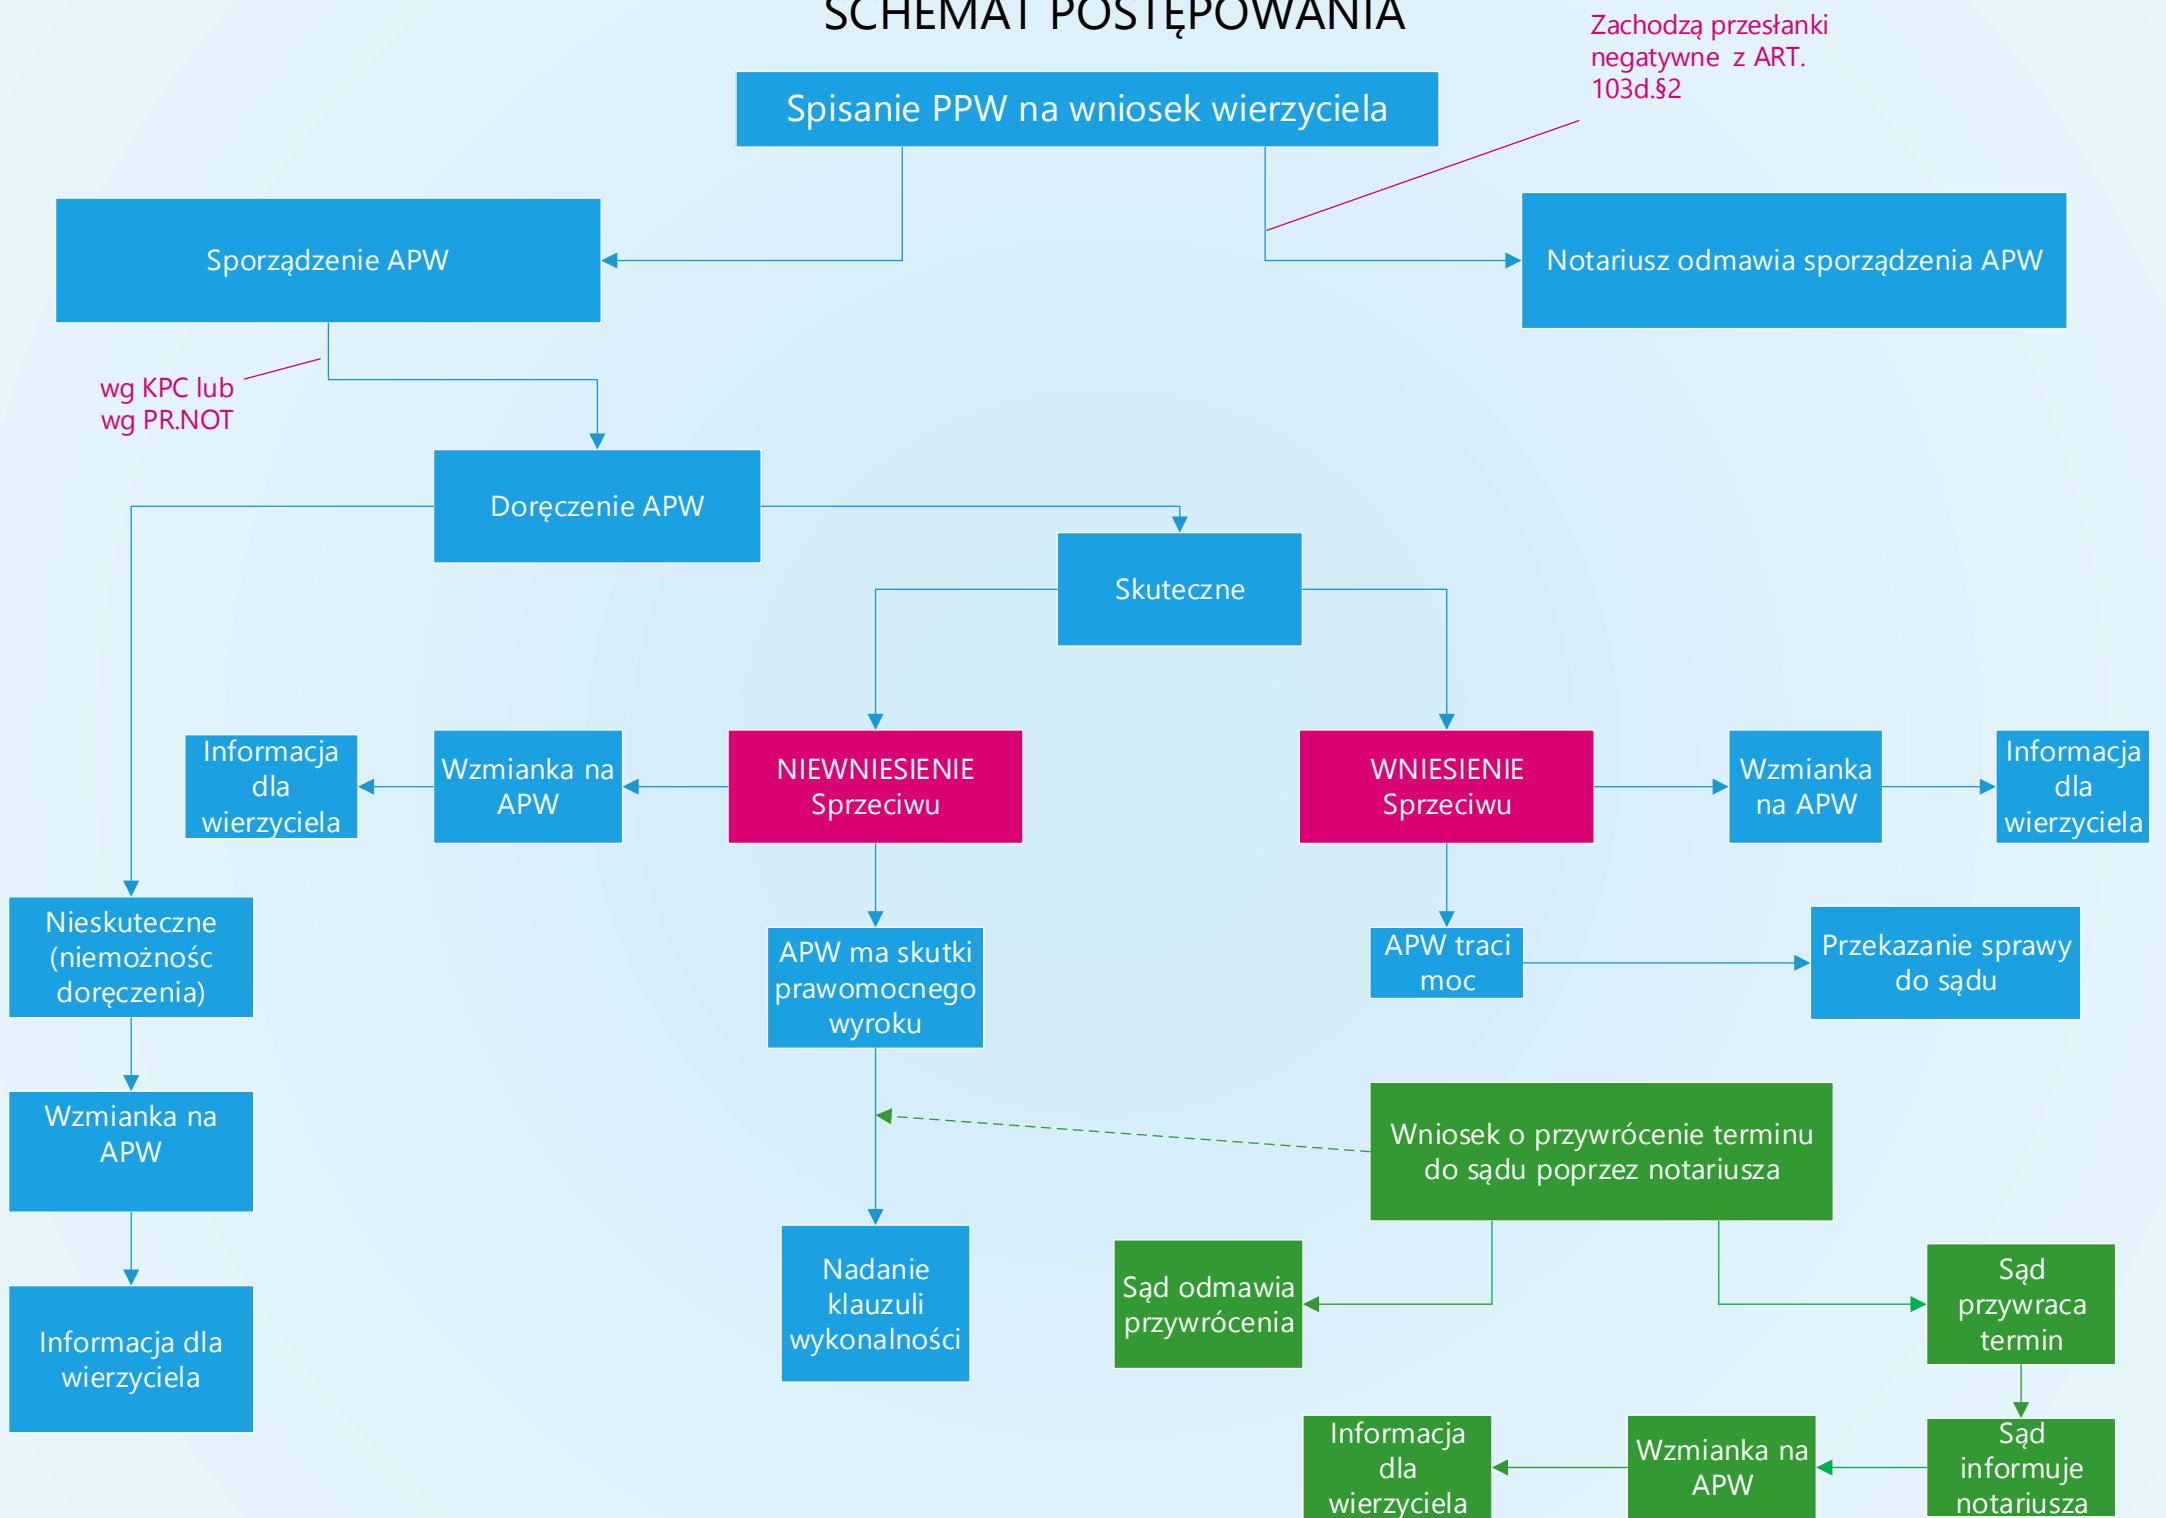 SCHEMAT POSTĘPOWANIA
Zachodzą przesłanki
negatywne z ART.
103d.§2
Spisanie PPW na wniosek wierzyciela
Sporządzenie APW
Notariusz odmawia sporządzenia APW
wg KPC lub
wg PR.NOT
Doręczenie APW
Skuteczne
Informacja
dla
wierzyciela
Wzmianka na
APW
NIEWNIESIENIE
Sprzeciwu
WNIESIENIE
Sprzeciwu
Wzmianka
na APW
Informacja
dla
wierzyciela
Nieskuteczne
(niemożnośc
doręczenia)
APW ma skutki
prawomocnego
wyroku
APW traci
moc
Przekazanie sprawy
do sądu
Wzmianka na
APW
Wniosek o przywrócenie terminu
do sądu poprzez notariusza
Informacja dla
wierzyciela
Nadanie
klauzuli
wykonalności
Sąd odmawia
przywrócenia
Sąd
przywraca
termin
Informacja
dla
wierzyciela
Wzmianka na
APW
Sąd
informuje
notariusza